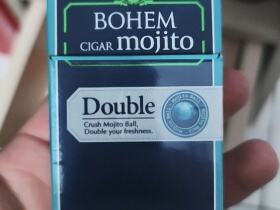 BOHEM
CIGAR mojito
Double
Crush Mojito Ball,
Double your freshness.